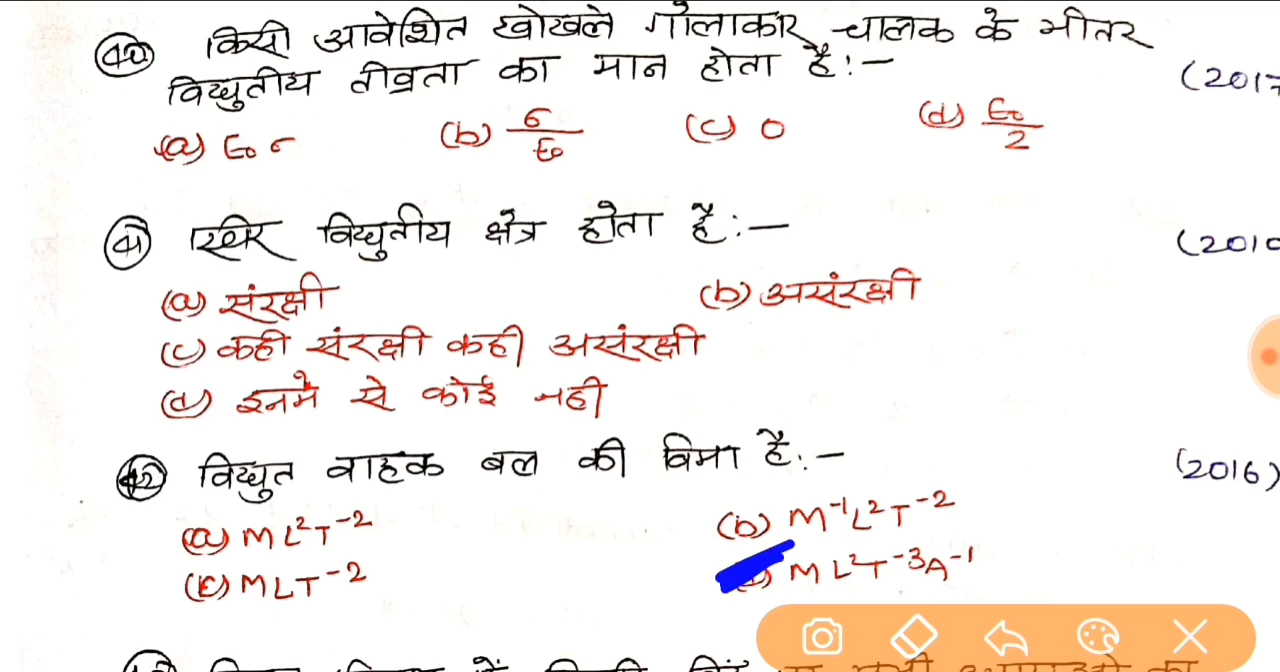 (40) किसी आवेशित खोखले गोलाकार चालक के भीतर
विद्युतीय तीव्रता का मान होता है:- (2017
(a) ε₀ σ (b) σ/ε₀ (c) 0 (d) ε₀/2
(41) स्थिर विद्युतीय क्षेत्र होता है:- (2010
(a) संरक्षी (b) असंरक्षी
(c) कही संरक्षी कही असंरक्षी
(d) इनमें से कोई नही
(42) विद्युत वाहक बल की विमा है:- (2016)
(a) ML²T⁻² (b) M⁻¹L²T⁻²
(c) MLT⁻² ML²T⁻³A⁻¹